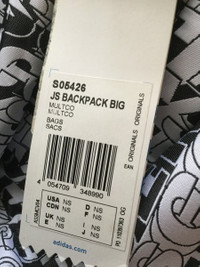 S05426
JS BACKPACK BIG
MULTCO
MULTCO
BAGS
SACS
ORIGINALS ORIGINALS
EAN
4 054709 348990
USA NS D NS
CDN NS F NS
UK NS I NS
E NS J NS
adidas.com